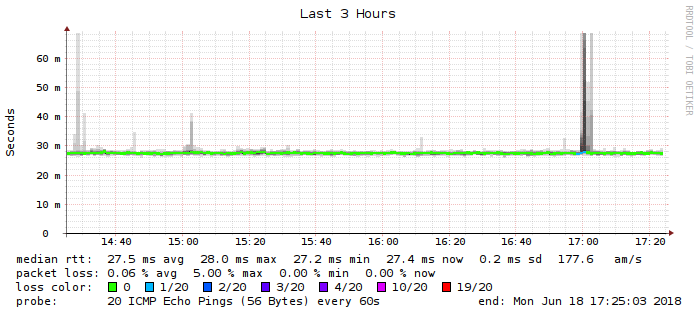 Last 3 Hours
RRDTOOL / TOBI OETIKER
Seconds
60 m
50 m
40 m
30 m
20 m
10 m
0
14:40 15:00 15:20 15:40 16:00 16:20 16:40 17:00 17:20
median rtt: 27.5 ms avg 28.0 ms max 27.2 ms min 27.4 ms now 0.2 ms sd 177.6 am/s
packet loss: 0.06 % avg 5.00 % max 0.00 % min 0.00 % now
loss color: 0 1/20 2/20 3/20 4/20 10/20 19/20
probe: 20 ICMP Echo Pings (56 Bytes) every 60s end: Mon Jun 18 17:25:03 2018